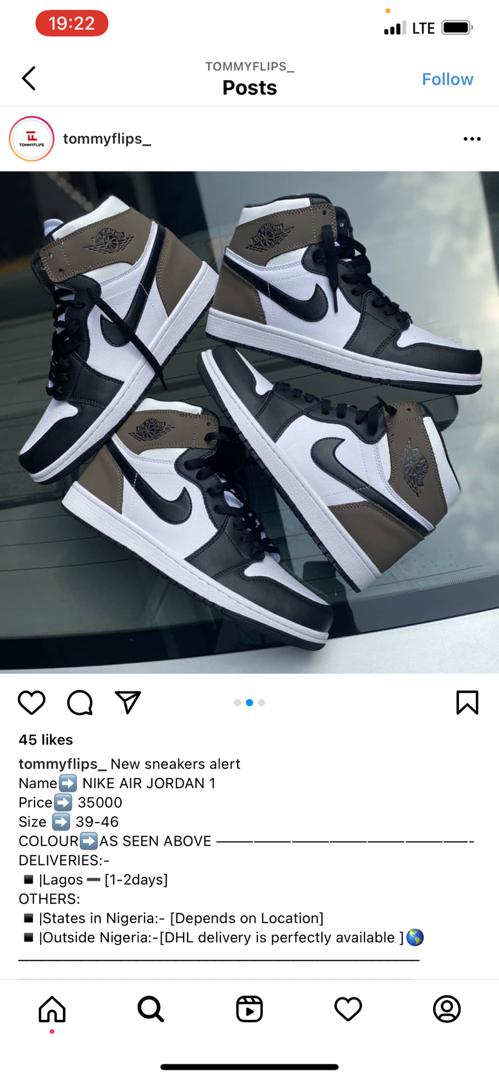 19:22
LTE
TOMMYFLIPS_
Posts
Follow
TOMMYFLIPS
tommyflips_
45 likes
tommyflips_ New sneakers alert
Name➡️ NIKE AIR JORDAN 1
Price➡️ 35000
Size ➡️ 39-46
COLOUR➡️AS SEEN ABOVE ———————————————-
DELIVERIES:-
◾|Lagos➖[1-2days]
OTHERS:
◾|States in Nigeria:- [Depends on Location]
◾|Outside Nigeria:-[DHL delivery is perfectly available ]🌎